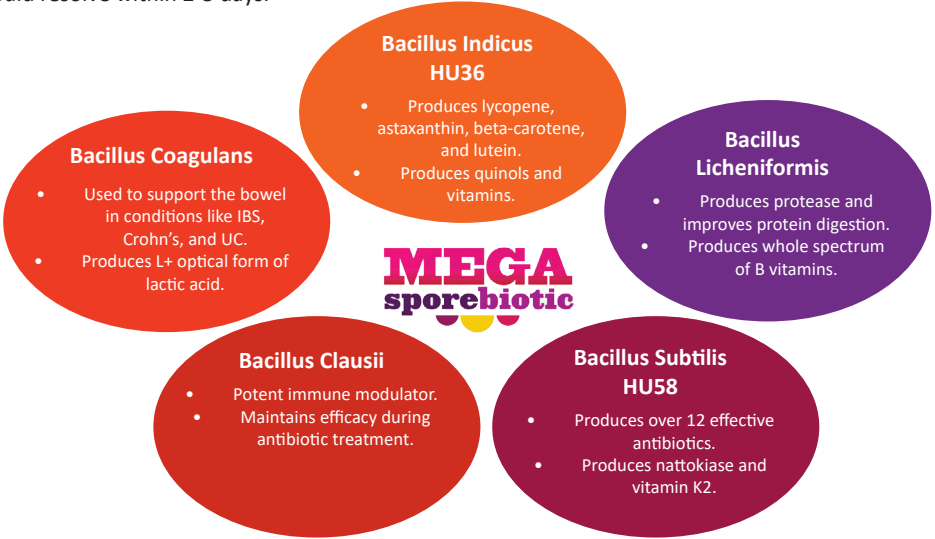 resolve within
days.
Bacillus Indicus
HU36
• Produces lycopene,
astaxanthin, beta-carotene,
and lutein.
• Produces quinols and
vitamins.
Bacillus Coagulans
• Used to support the bowel
in conditions like IBS,
Crohn's, and UC.
• Produces L+ optical form of
lactic acid.
Bacillus
Licheniformis
• Produces protease and
improves protein digestion.
• Produces whole spectrum
of B vitamins.
MEGA
sporebiotic
Bacillus Clausii
• Potent immune modulator.
• Maintains efficacy during
antibiotic treatment.
Bacillus Subtilis
HU58
• Produces over 12 effective
antibiotics.
• Produces nattokiase and
vitamin K2.